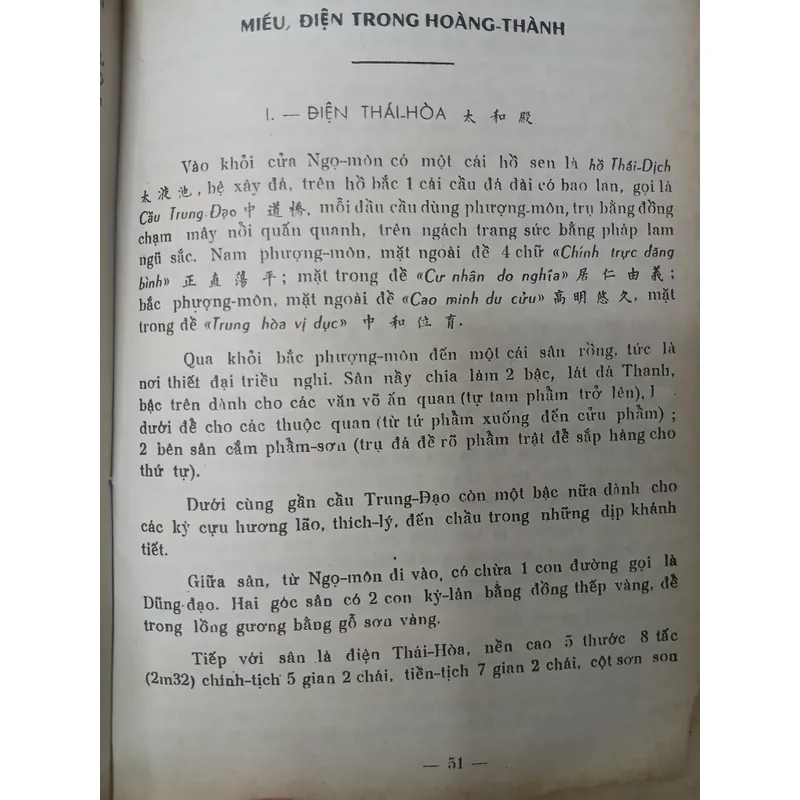 MIẾU, ĐIỆN TRONG HOÀNG-THÀNH
I. — ĐIỆN THÁI-HÒA 太和殿
Vào khỏi cửa Ngọ-môn có một cái hồ sen là hồ Thái-Dịch
太液池, bệ xây đá, trên hồ bắc 1 cái cầu đá dài có bao lan, gọi là
Cầu Trung-Đạo 中道橋, mỗi đầu cầu dùng phượng-môn, trụ bằng đồng
chạm mây nổi quấn quanh, trên ngách trang sức bằng pháp lam
ngũ sắc. Nam phượng-môn, mặt ngoài đề 4 chữ «Chính trực đãng
bình» 正直蕩平; mặt trong đề «Cư nhân do nghĩa» 居仁由義;
bắc phượng-môn, mặt ngoài đề «Cao minh du cửu» 高明悠久, mặt
trong đề «Trung hòa vị dục» 中和位育.
Qua khỏi bắc phượng-môn đến một cái sân rồng, tức là
nơi thiết đại triều nghi. Sân nầy chia làm 2 bậc, lát đá Thanh,
bậc trên dành cho các văn võ ấn quan (tự tam phẩm trở lên),
dưới để cho các thuộc quan (từ tứ phẩm xuống đến cửu phẩm) ;
2 bên sân cắm phẩm-sơn (trụ đá đề rõ phẩm trật để sắp hàng cho
thứ tự).
Dưới cùng gần cầu Trung-Đạo còn một bậc nữa dành cho
các kỳ cựu hương lão, thích-lý, đến chầu trong những dịp khánh
tiết.
Giữa sân, từ Ngọ-môn đi vào, có chừa 1 con đường gọi là
Dũng-đạo. Hai góc sân có 2 con kỳ-lân bằng đồng thếp vàng, để
trong lồng gương bằng gỗ sơn vàng.
Tiếp với sân là điện Thái-Hòa, nền cao 5 thước 8 tấc
(2m32) chính-tịch 5 gian 2 chái, tiền-tịch 7 gian 2 chái, cột sơn son
— 51 —